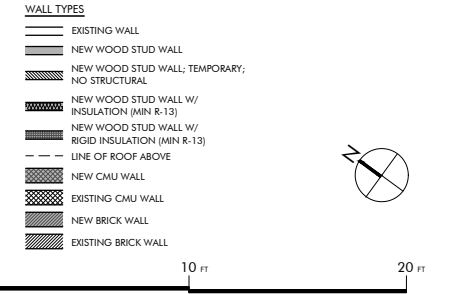 WALL TYPES
EXISTING WALL
NEW WOOD STUD WALL
NEW WOOD STUD WALL; TEMPORARY;
NO STRUCTURAL
NEW WOOD STUD WALL W/
INSULATION (MIN R-13)
NEW WOOD STUD WALL W/
RIGID INSULATION (MIN R-13)
LINE OF ROOF ABOVE
NEW CMU WALL
EXISTING CMU WALL
NEW BRICK WALL
EXISTING BRICK WALL
N
10 FT
20 FT